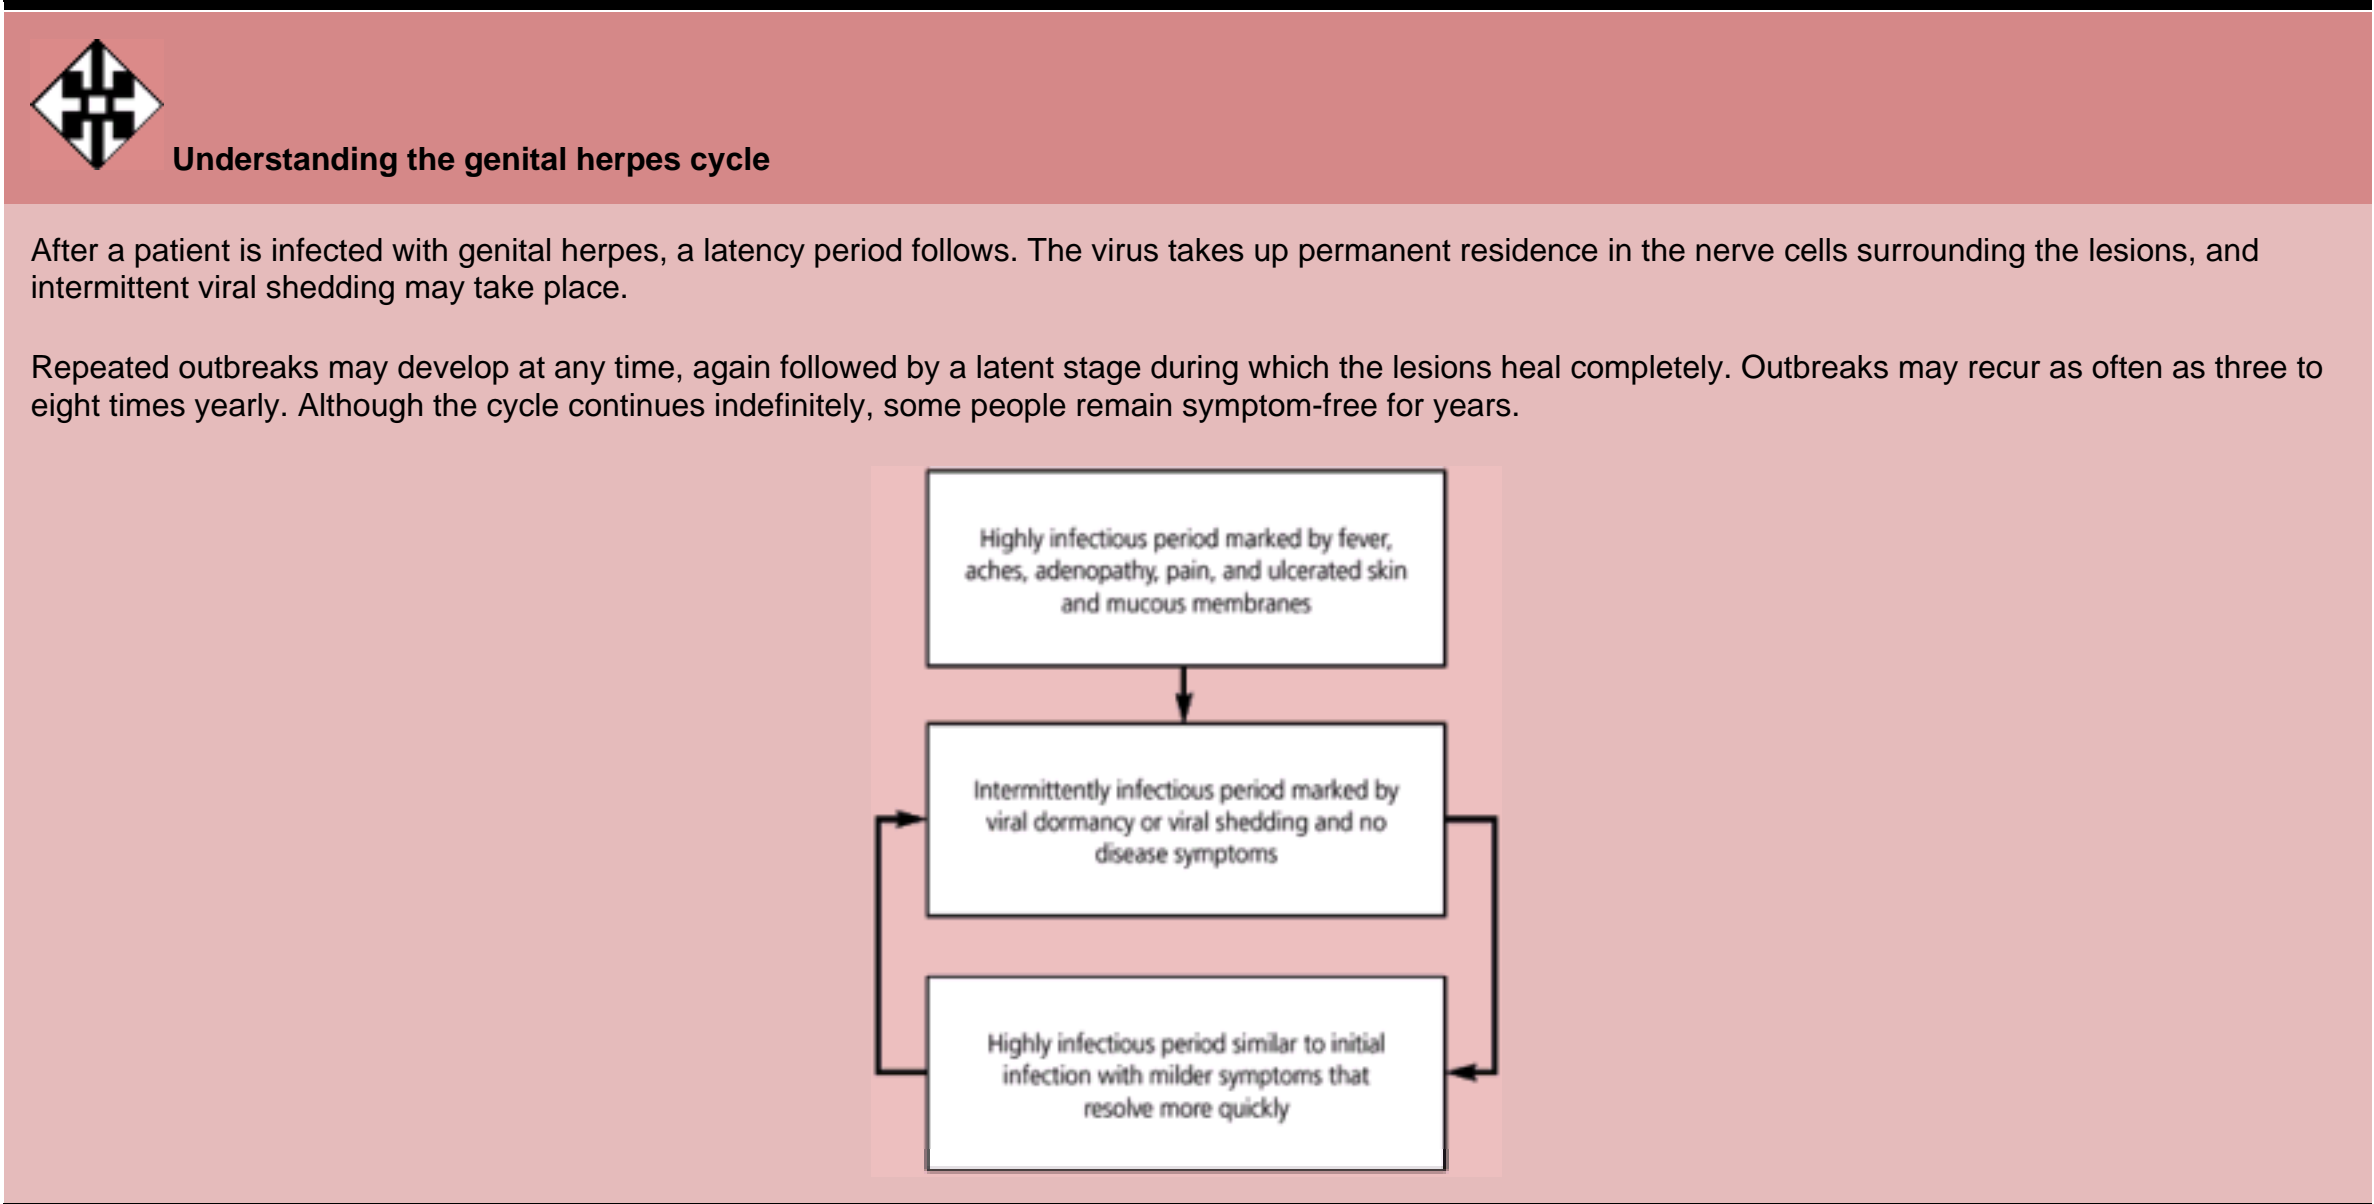 Understanding the genital herpes cycle
After a patient is infected with genital herpes, a latency period follows. The virus takes up permanent residence in the nerve cells surrounding the lesions, and
intermittent viral shedding may take place.
Repeated outbreaks may develop at any time, again followed by a latent stage during which the lesions heal completely. Outbreaks may recur as often as three to
eight times yearly. Although the cycle continues indefinitely, some people remain symptom-free for years.
Highly infectious period marked by fever,
aches, adenopathy, pain, and ulcerated skin
and mucous membranes
Intermittently infectious period marked by
viral dormancy or viral shedding and no
disease symptoms
Highly infectious period similar to initial
infection with milder symptoms that
resolve more quickly